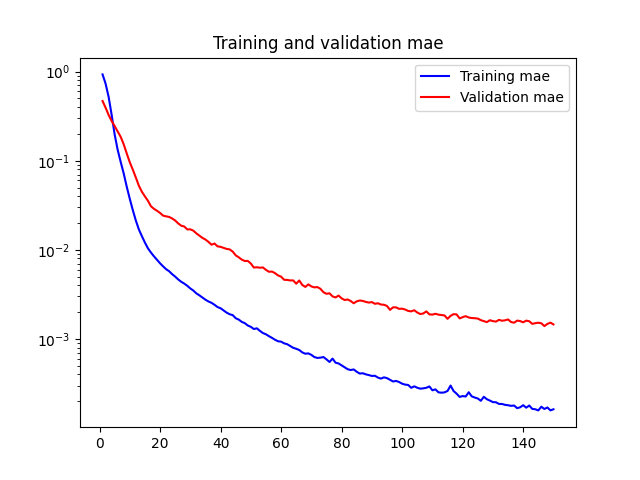 Training and validation mae
Training mae
Validation mae
10⁰
10⁻¹
10⁻²
10⁻³
0 20 40 60 80 100 120 140